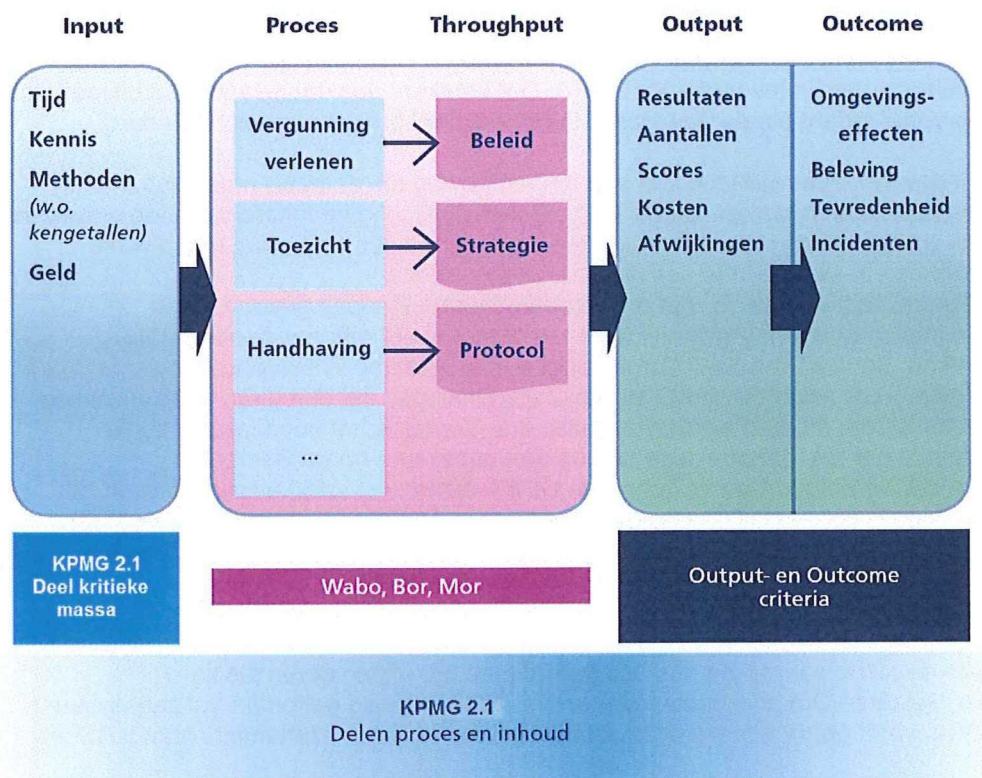 Input
Proces
Throughput
Output
Outcome
Tijd
Kennis
Methoden
(w.o.
kengetallen)
Geld
Vergunning
verlenen
Beleid
Toezicht
Strategie
Handhaving
Protocol
...
Resultaten
Aantallen
Scores
Kosten
Afwijkingen
Omgevings-
effecten
Beleving
Tevredenheid
Incidenten
KPMG 2.1
Deel kritieke
massa
Wabo, Bor, Mor
Output- en Outcome
criteria
KPMG 2.1
Delen proces en inhoud